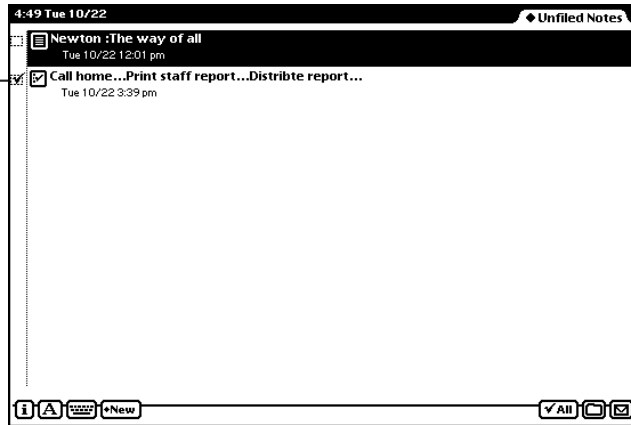 4:49 Tue 10/22
◆ Unfiled Notes
Newton :The way of all
Tue 10/22 12:01 pm
Call home...Print staff report...Distribte report...
Tue 10/22 3:39 pm
i A •New
✓All